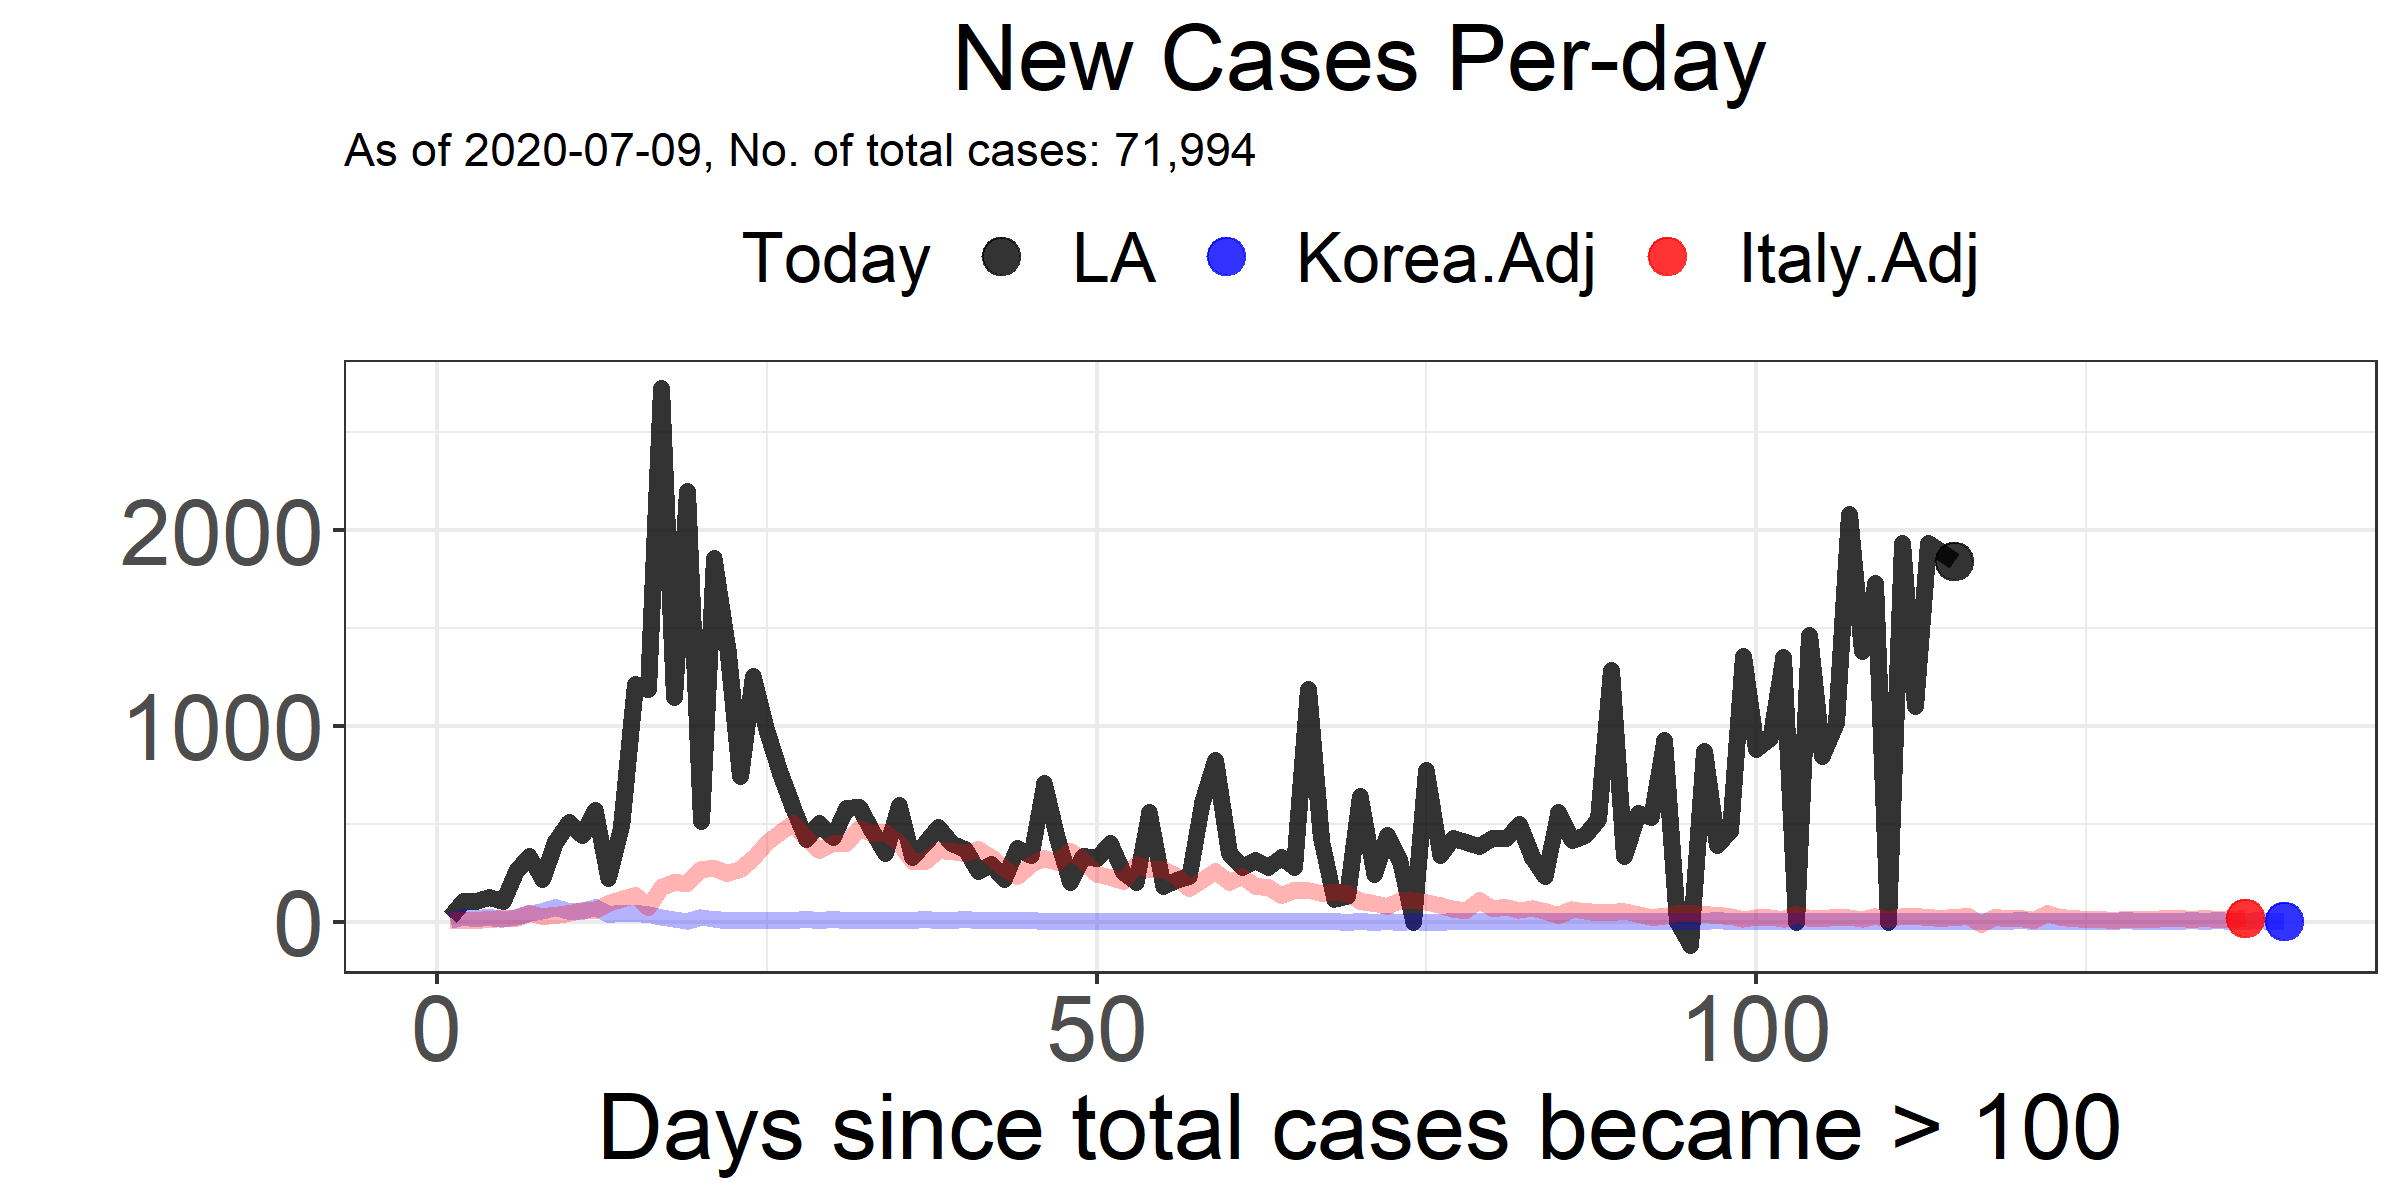 New Cases Per-day
As of 2020-07-09, No. of total cases: 71,994
Today LA Korea.Adj Italy.Adj
2000
1000
0
0 50 100
Days since total cases became > 100